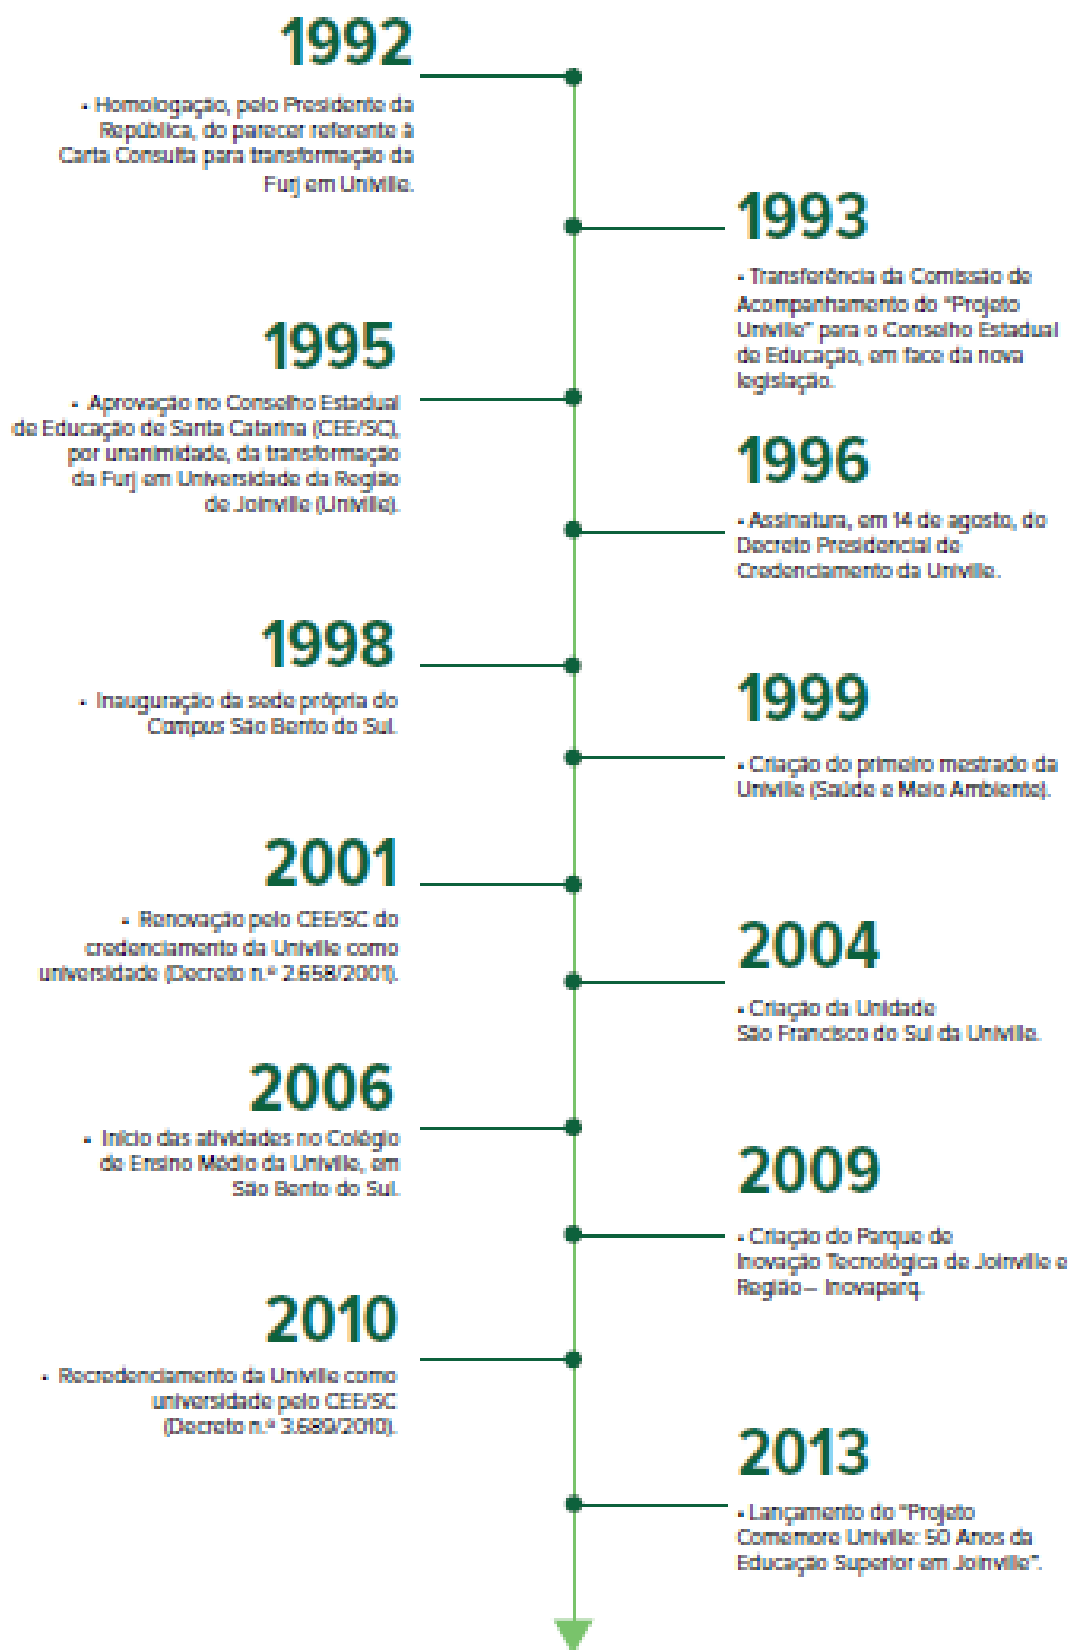 1992
• Homologação, pelo Presidente da
República, do parecer referente à
Carta Consulta para transformação da
Furj em Univille.
1993
• Transferência da Comissão de
Acompanhamento do "Projeto
Univille" para o Conselho Estadual
de Educação, em face da nova
legislação.
1995
• Aprovação no Conselho Estadual
de Educação de Santa Catarina (CEE/SC),
por unanimidade, da transformação
da Furj em Universidade da Região
de Joinville (Univille).
1996
• Assinatura, em 14 de agosto, do
Decreto Presidencial de
Credenciamento da Univille.
1998
• Inauguração da sede própria do
Campus São Bento do Sul.
1999
• Criação do primeiro mestrado da
Univille (Saúde e Meio Ambiente).
2001
• Renovação pelo CEE/SC do
credenciamento da Univille como
universidade (Decreto n.º 2.658/2001).
2004
• Criação da Unidade
São Francisco do Sul da Univille.
2006
• Início das atividades no Colégio
de Ensino Médio da Univille, em
São Bento do Sul.
2009
• Criação do Parque de
Inovação Tecnológica de Joinville e
Região – Inovaparq.
2010
• Recredenciamento da Univille como
universidade pelo CEE/SC
(Decreto n.º 3.689/2010).
2013
• Lançamento do "Projeto
Comemore Univille: 50 Anos da
Educação Superior em Joinville".